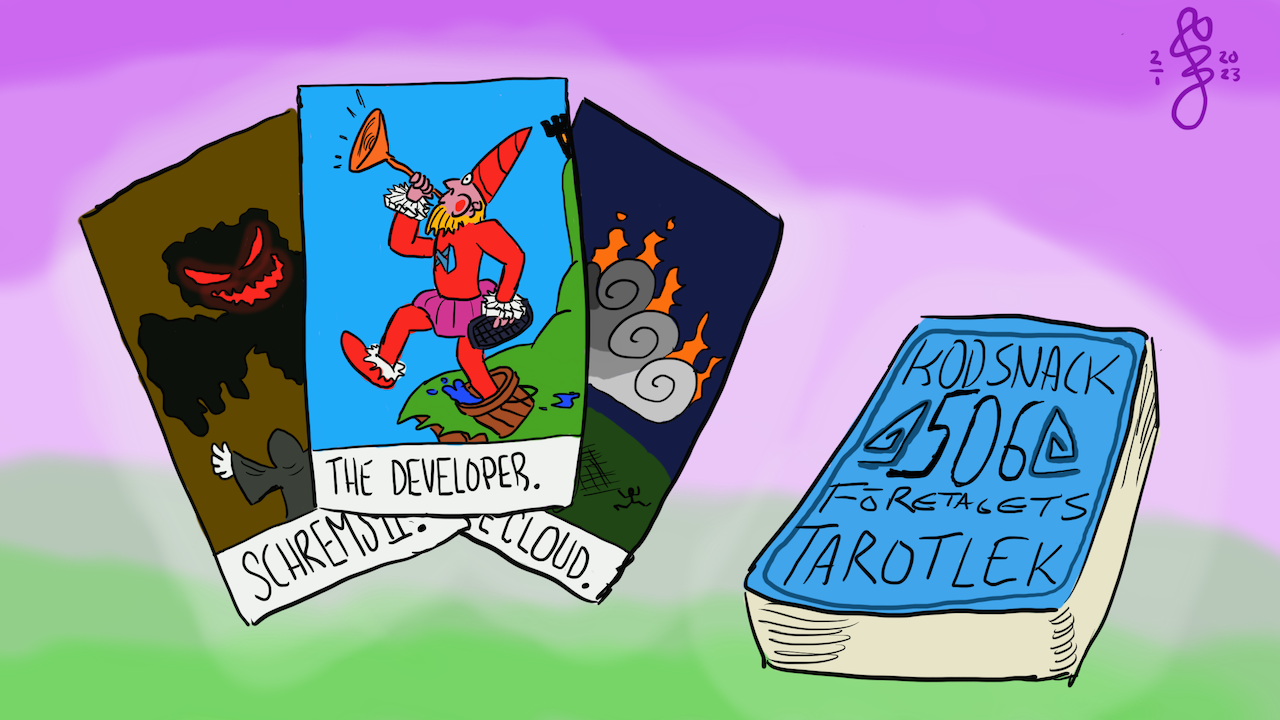 2
1
20
23
THE DEVELOPER.
SCHREMS II.
E CLOUD.
KODSNACK
506
FÖRETAGETS
TAROTLEK